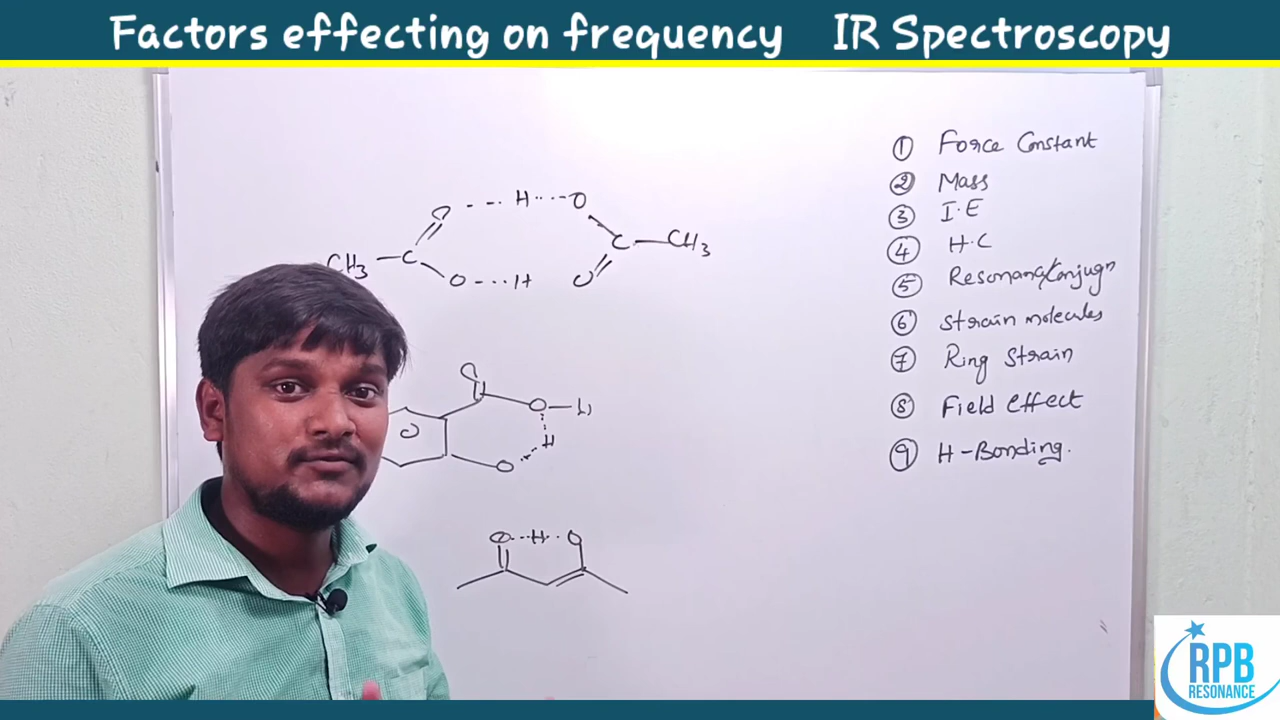 Factors effecting on frequency IR Spectroscopy
① Force Constant
② Mass
③ I.E
④ H.C
⑤ Resonang/Conjugn
⑥ Strain molecules
⑦ Ring Strain
⑧ Field effect
⑨ H-Bonding.
O ---H----O
CH3 — C C—CH3
O ---H O
O
O—H
O H
O
O---H--O
RPB
RESONANCE